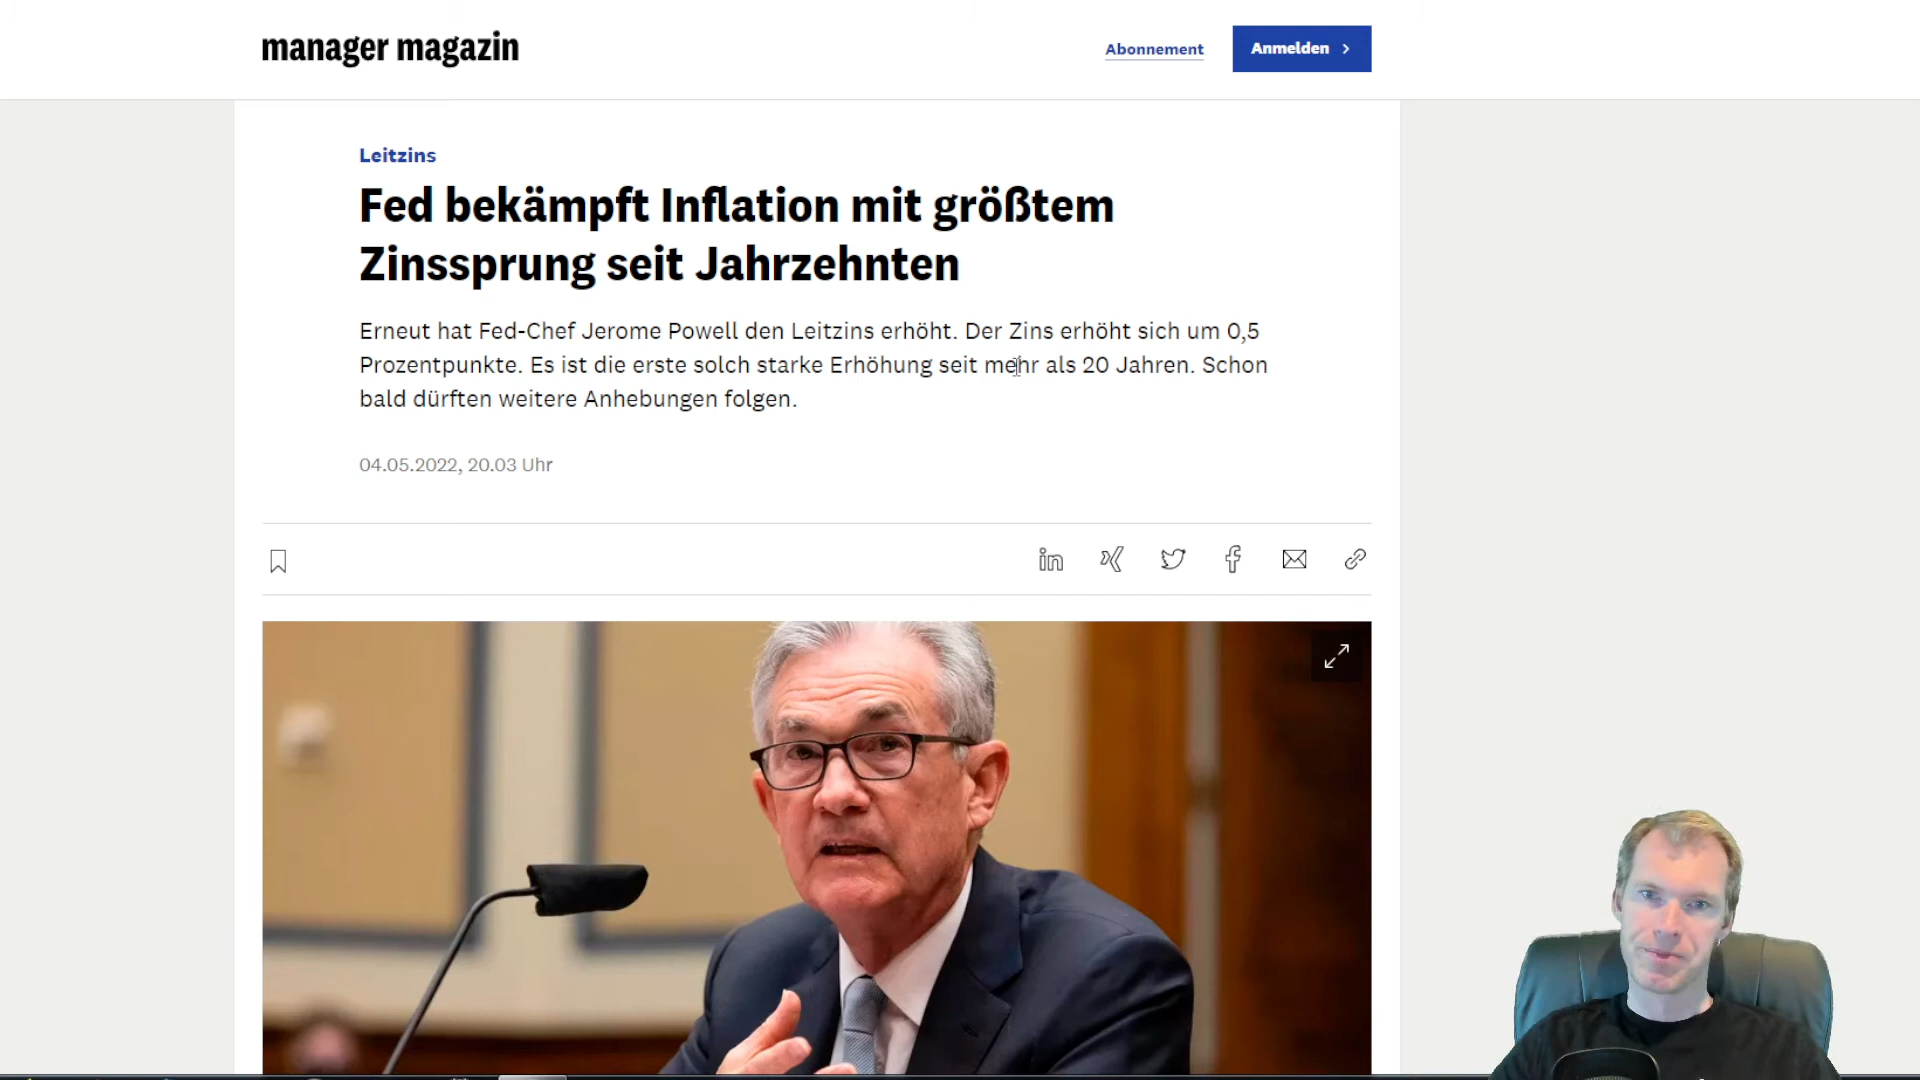 manager magazin
Abonnement
Anmelden
Leitzins
Fed bekämpft Inflation mit größtem
Zinssprung seit Jahrzehnten
Erneut hat Fed-Chef Jerome Powell den Leitzins erhöht. Der Zins erhöht sich um 0,5
Prozentpunkte. Es ist die erste solch starke Erhöhung seit mehr als 20 Jahren. Schon
bald dürften weitere Anhebungen folgen.
04.05.2022, 20.03 Uhr